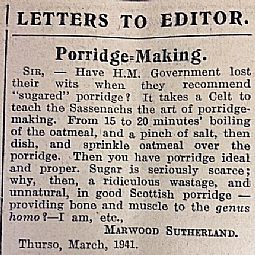 LETTERS TO EDITOR.
Porridge-Making.
SIR, — Have H.M. Government lost
their wits when they recommend
"sugared" porridge? It takes a Celt to
teach the Sassenachs the art of porridge-
making. From 15 to 20 minutes' boiling
of the oatmeal, and a pinch of salt, then
dish, and sprinkle oatmeal over the
porridge. Then you have porridge ideal
and proper. Sugar is seriously scarce;
why, then, a ridiculous wastage, and
unnatural, in good Scottish porridge —
providing bone and muscle to the genus
homo?—I am, etc.,
MARWOOD SUTHERLAND.
Thurso, March, 1941.